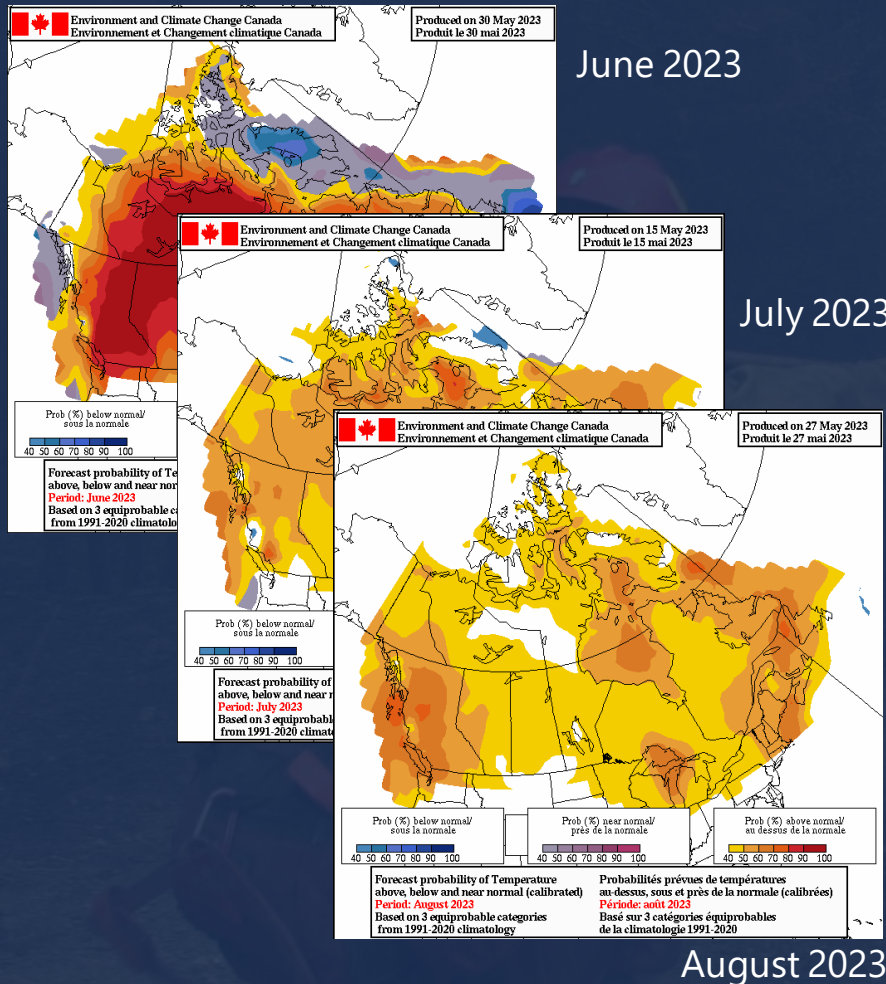 Environment and Climate Change Canada
Environnement et Changement climatique Canada
Produced on 30 May 2023
Produit le 30 mai 2023
June 2023
Prob (%) below normal/
sous la normale
40 50 60 70 80 90 100
Forecast probability of Te
above, below and near nor
Period: June 2023
Based on 3 equiprobable ca
from 1991-2020 climatolo
Environment and Climate Change Canada
Environnement et Changement climatique Canada
Produced on 15 May 2023
Produit le 15 mai 2023
July 2023
Prob (%) below normal/
sous la normale
40 50 60 70 80 90 100
Forecast probability of
above, below and near n
Period: July 2023
Based on 3 equiprobable
from 1991-2020 climato
Environment and Climate Change Canada
Environnement et Changement climatique Canada
Produced on 27 May 2023
Produit le 27 mai 2023
Prob (%) below normal/
sous la normale
40 50 60 70 80 90 100
Prob (%) near normal/
près de la normale
40 50 60 70 80 90 100
Prob (%) above normal/
au dessus de la normale
40 50 60 70 80 90 100
Forecast probability of Temperature
above, below and near normal (calibrated)
Period: August 2023
Based on 3 equiprobable categories
from 1991-2020 climatology
Probabilités prévues de températures
au-dessus, sous et près de la normale (calibrées)
Période: août 2023
Basé sur 3 catégories équiprobables
de la climatologie 1991-2020
August 2023